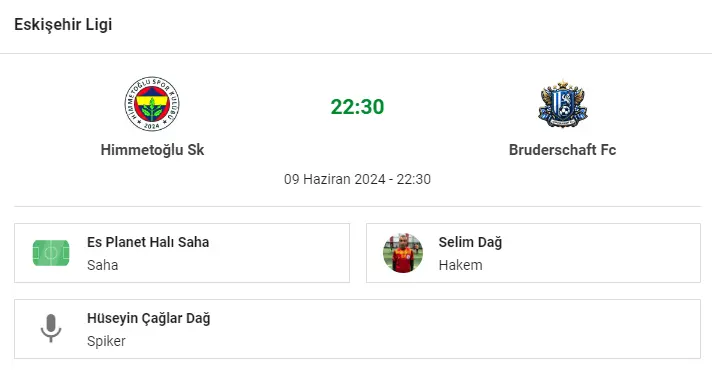 Eskişehir Ligi
HİMMETOĞLU SPOR KULÜBÜ
2024
22:30
Himmetoğlu Sk
Bruderschaft Fc
09 Haziran 2024 - 22:30
Es Planet Halı Saha
Saha
Selim Dağ
Hakem
Hüseyin Çağlar Dağ
Spiker